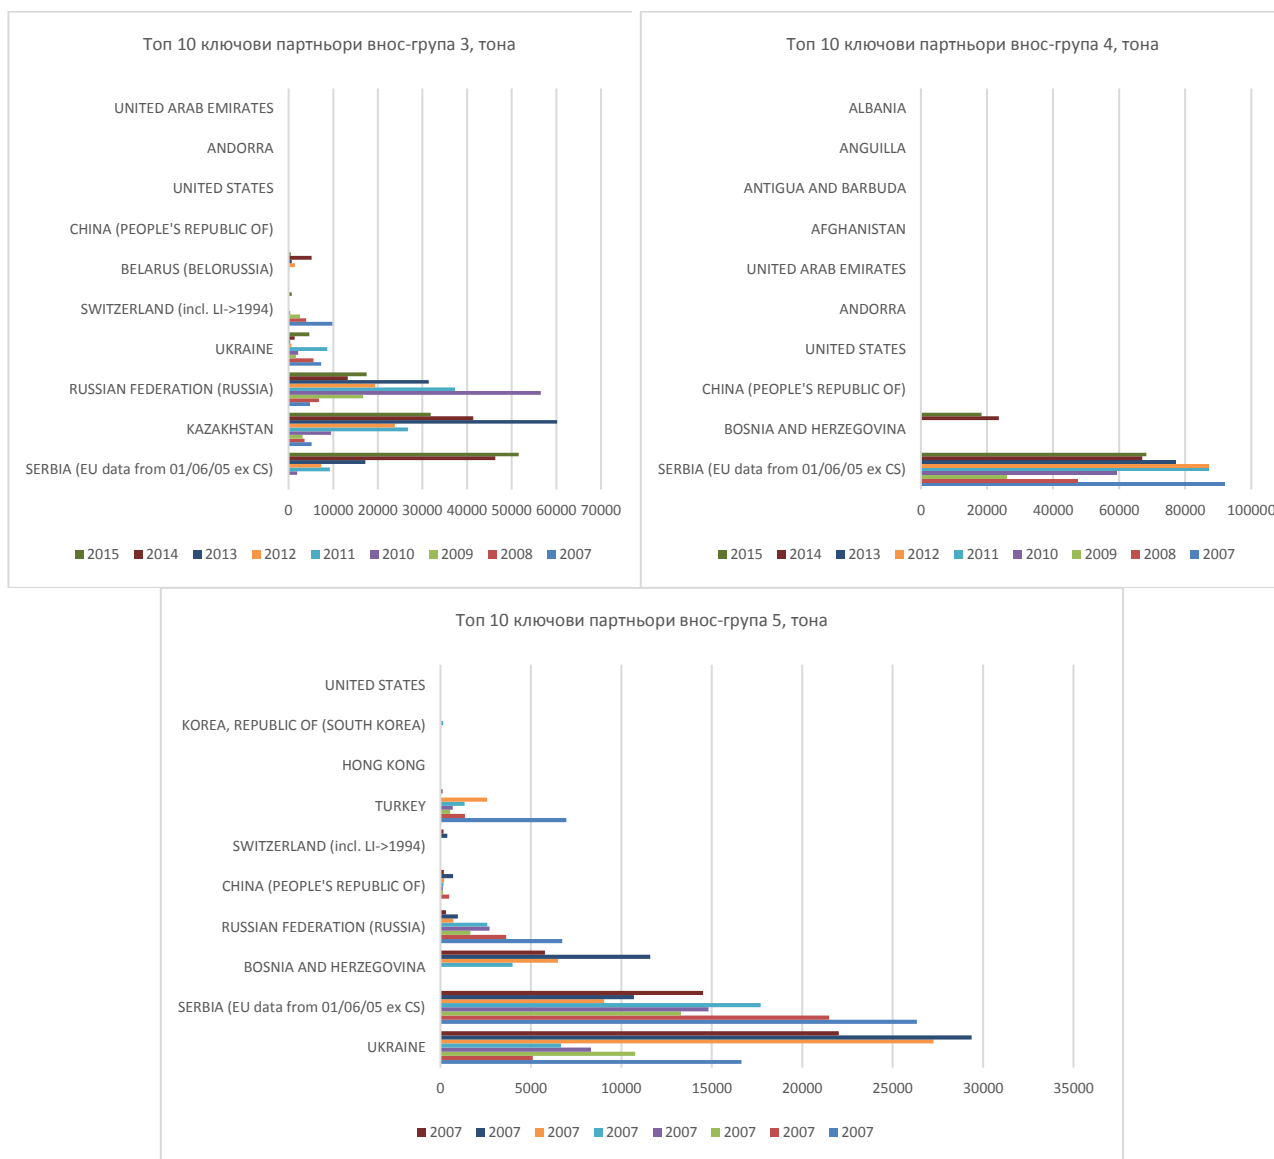 Топ 10 ключови партньори внос-група 3, тона
UNITED ARAB EMIRATES
ANDORRA
UNITED STATES
CHINA (PEOPLE'S REPUBLIC OF)
BELARUS (BELORUSSIA)
SWITZERLAND (incl. LI->1994)
UKRAINE
RUSSIAN FEDERATION (RUSSIA)
KAZAKHSTAN
SERBIA (EU data from 01/06/05 ex CS)
0 10000 20000 30000 40000 50000 60000 70000
2015 2014 2013 2012 2011 2010 2009 2008 2007
Топ 10 ключови партньори внос-група 4, тона
ALBANIA
ANGUILLA
ANTIGUA AND BARBUDA
AFGHANISTAN
UNITED ARAB EMIRATES
ANDORRA
UNITED STATES
CHINA (PEOPLE'S REPUBLIC OF)
BOSNIA AND HERZEGOVINA
SERBIA (EU data from 01/06/05 ex CS)
0 20000 40000 60000 80000 100000
2015 2014 2013 2012 2011 2010 2009 2008 2007
Топ 10 ключови партньори внос-група 5, тона
UNITED STATES
KOREA, REPUBLIC OF (SOUTH KOREA)
HONG KONG
TURKEY
SWITZERLAND (incl. LI->1994)
CHINA (PEOPLE'S REPUBLIC OF)
RUSSIAN FEDERATION (RUSSIA)
BOSNIA AND HERZEGOVINA
SERBIA (EU data from 01/06/05 ex CS)
UKRAINE
0 5000 10000 15000 20000 25000 30000 35000
2007 2007 2007 2007 2007 2007 2007 2007